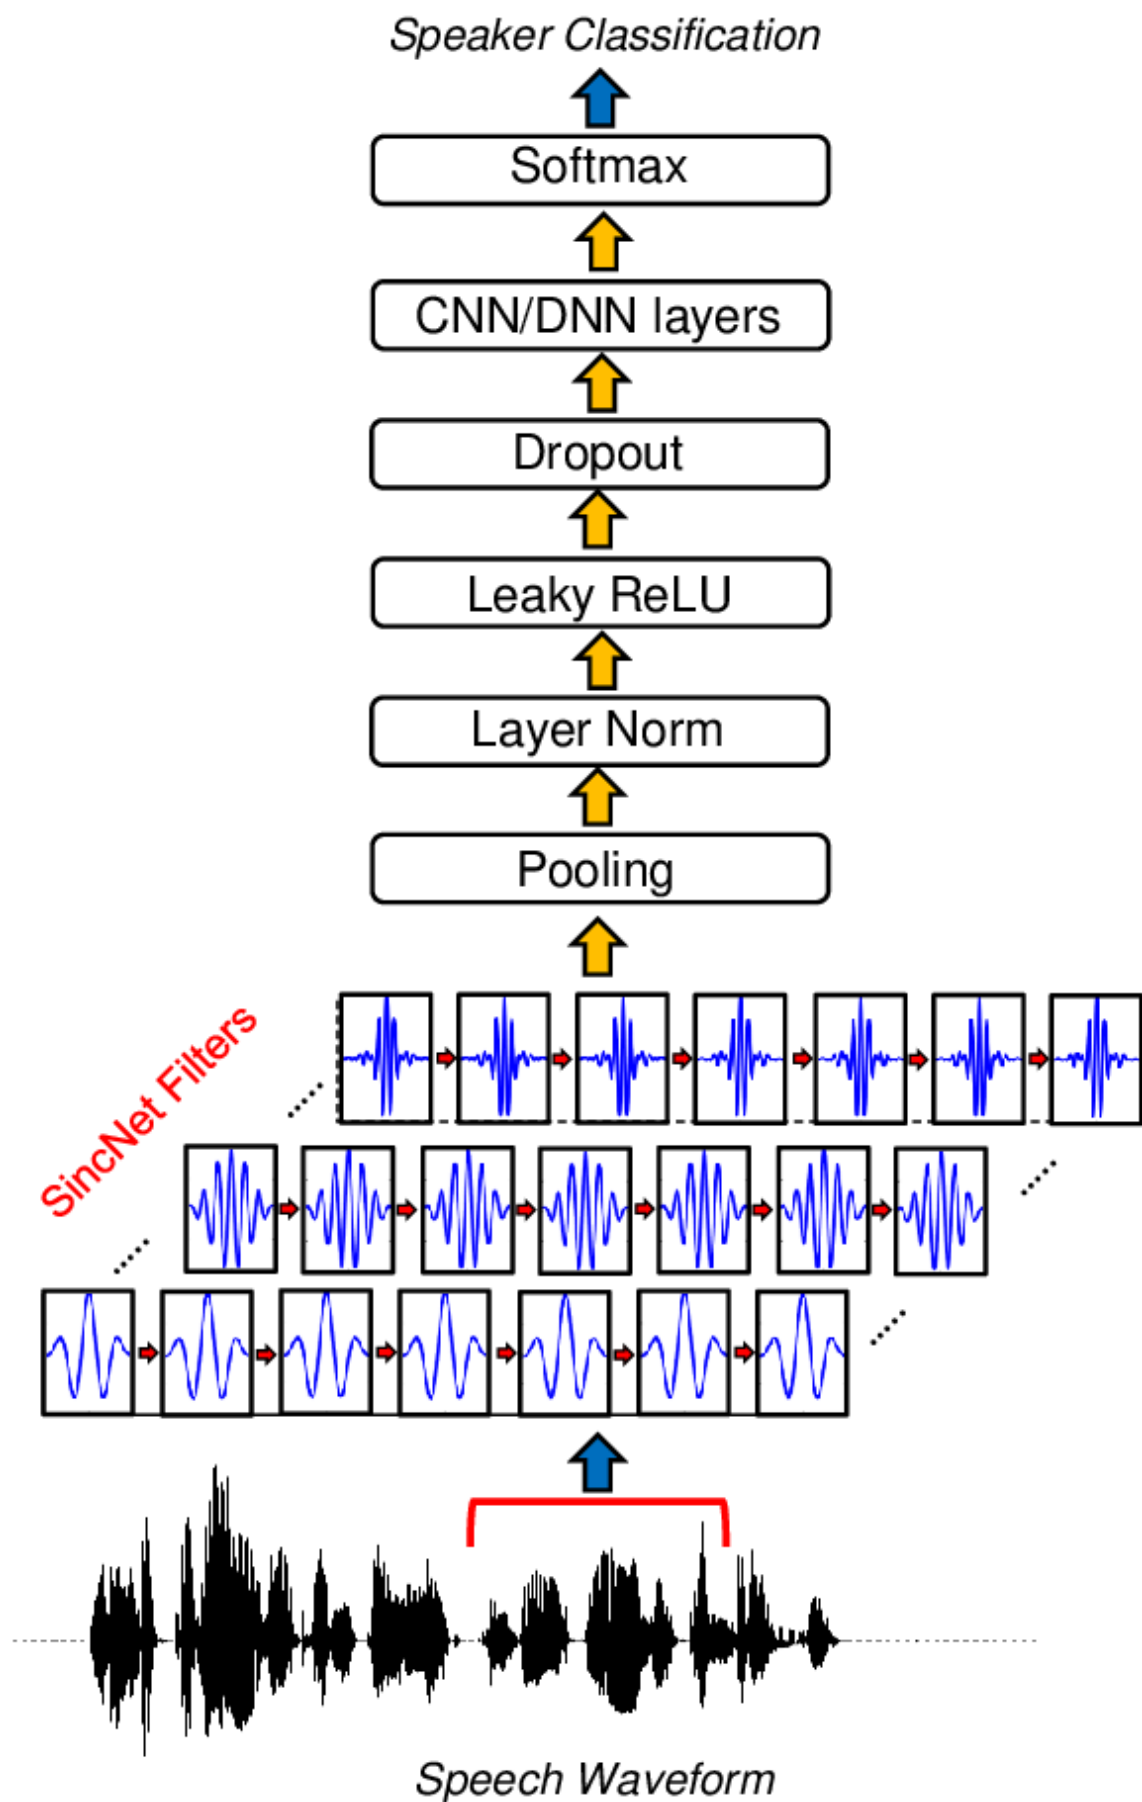 Speaker Classification
Softmax
CNN/DNN layers
Dropout
Leaky ReLU
Layer Norm
Pooling
SincNet Filters
Speech Waveform